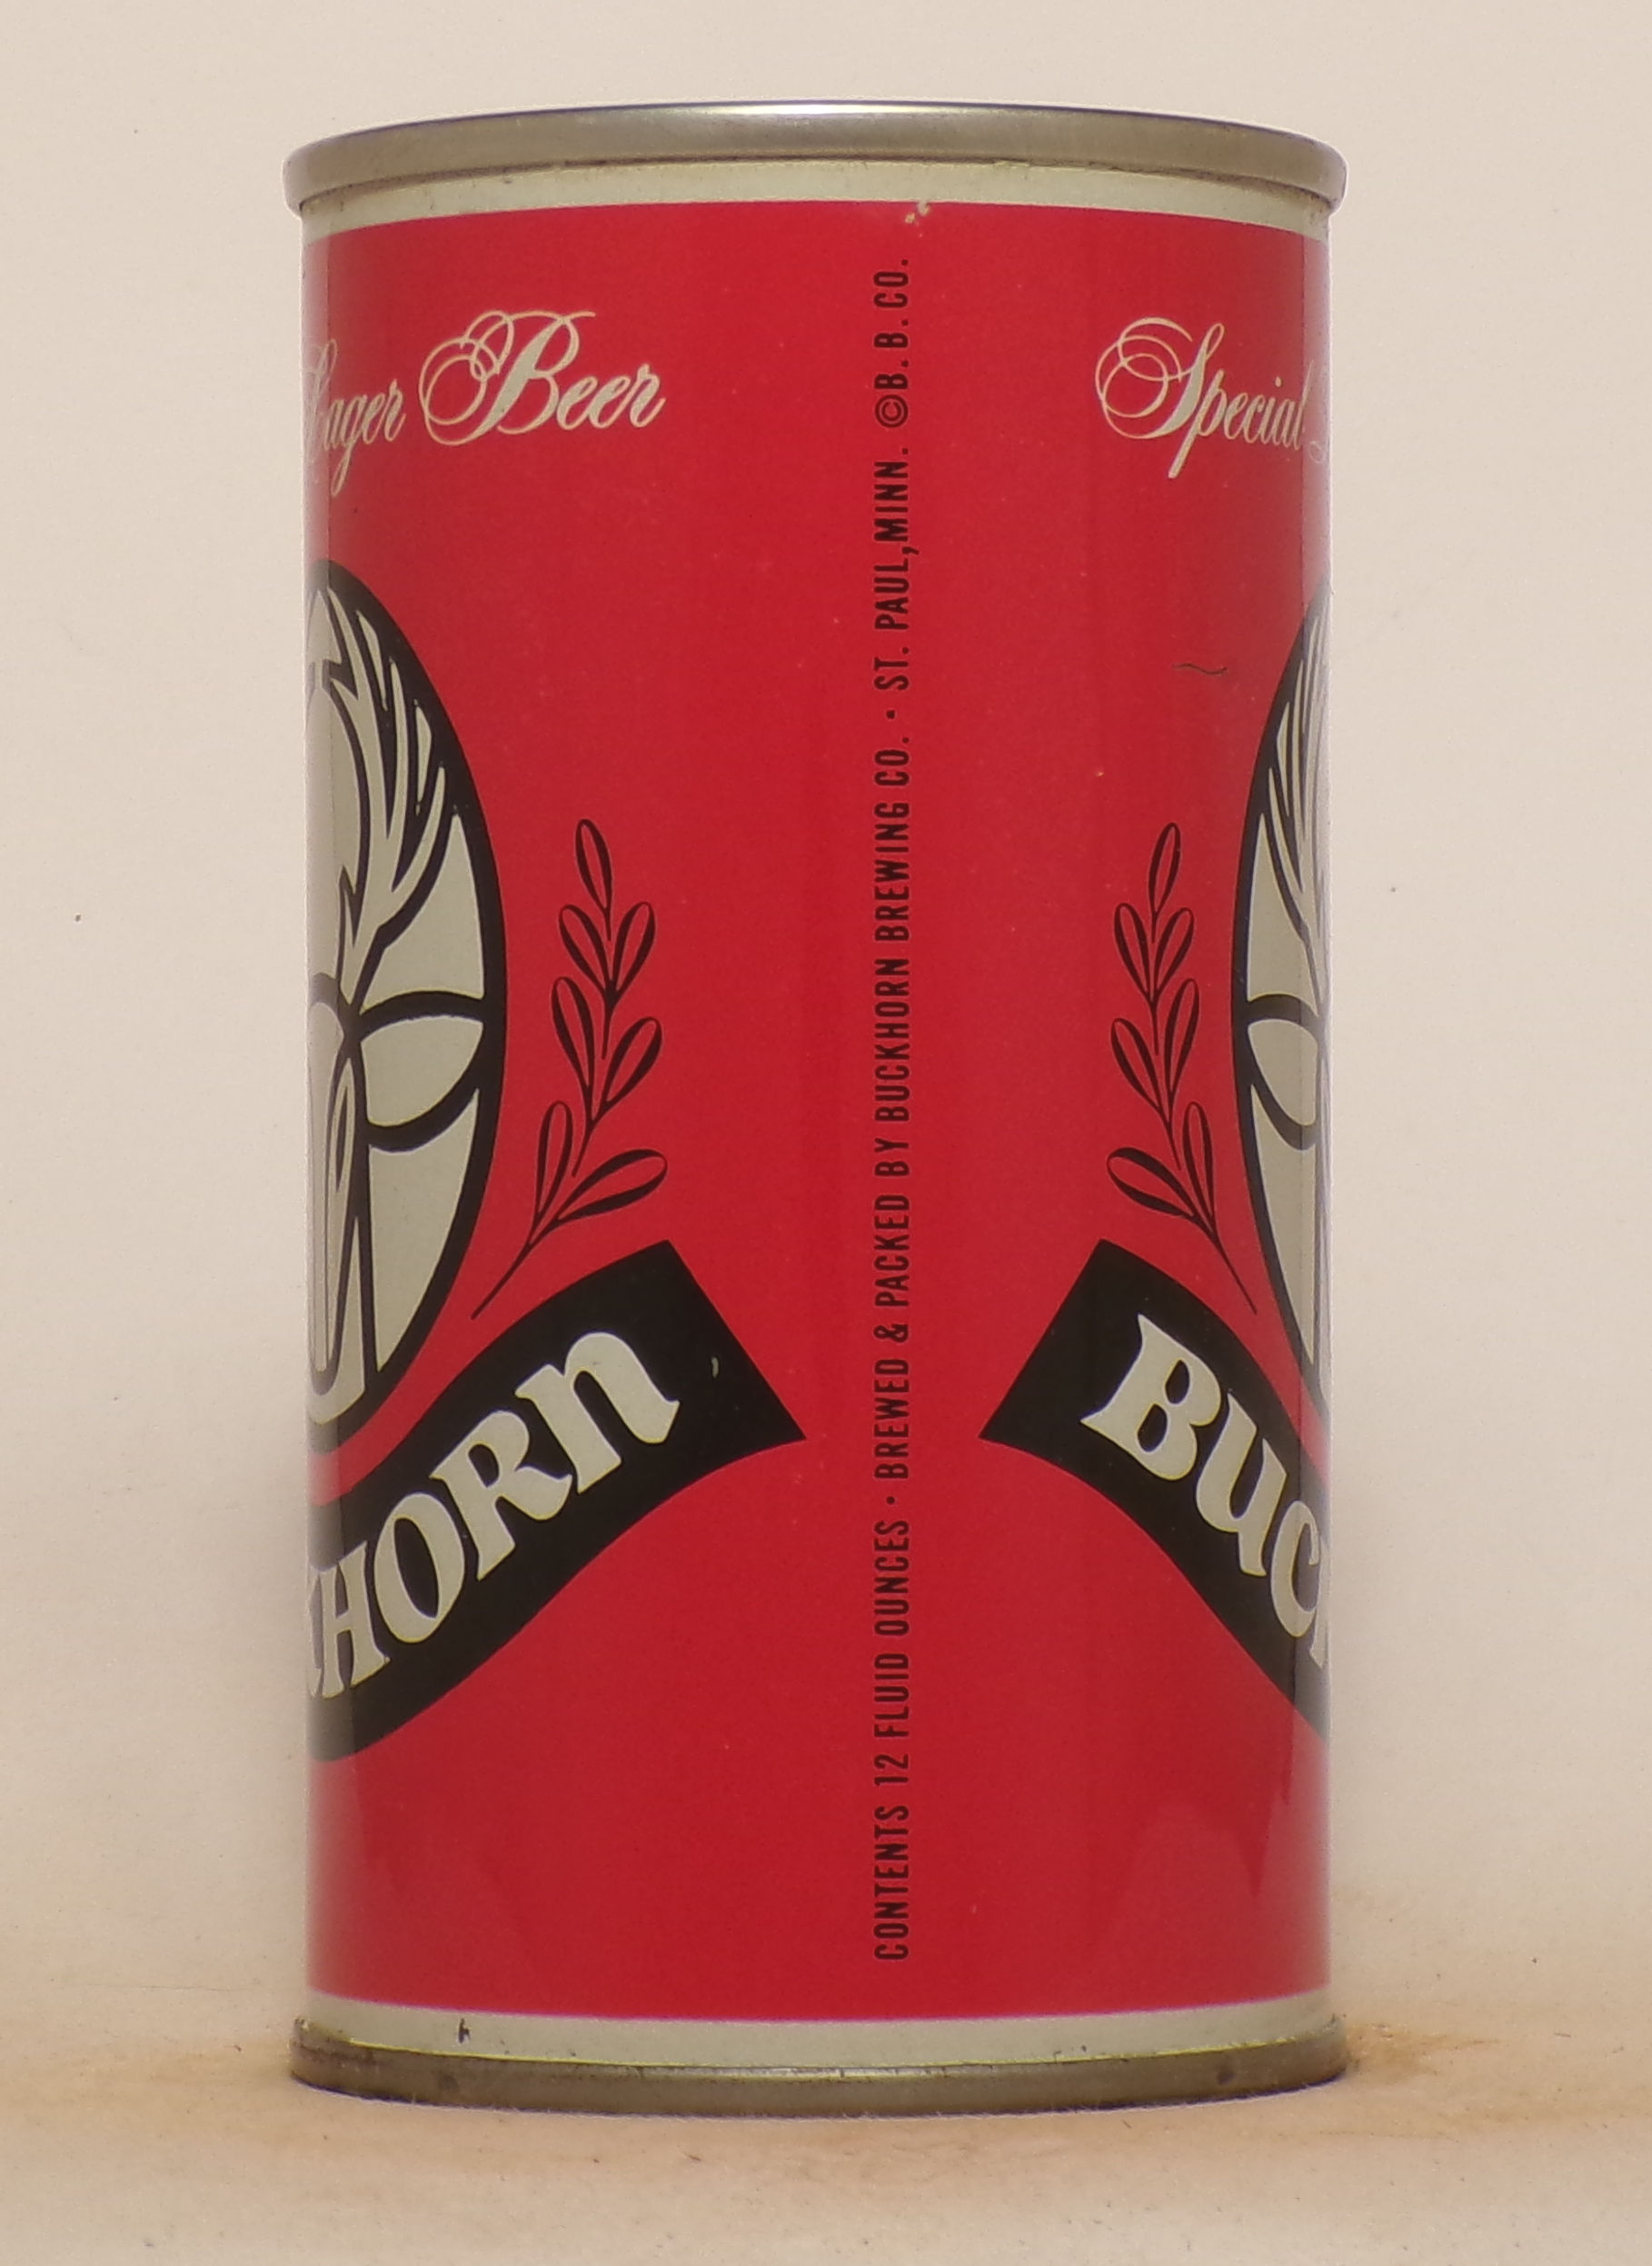 Lager Beer
CONTENTS 12 FLUID OUNCES • BREWED & PACKED BY BUCKHORN BREWING CO. • ST. PAUL, MINN. ©B.B.CO.
Special
HORN
BUC